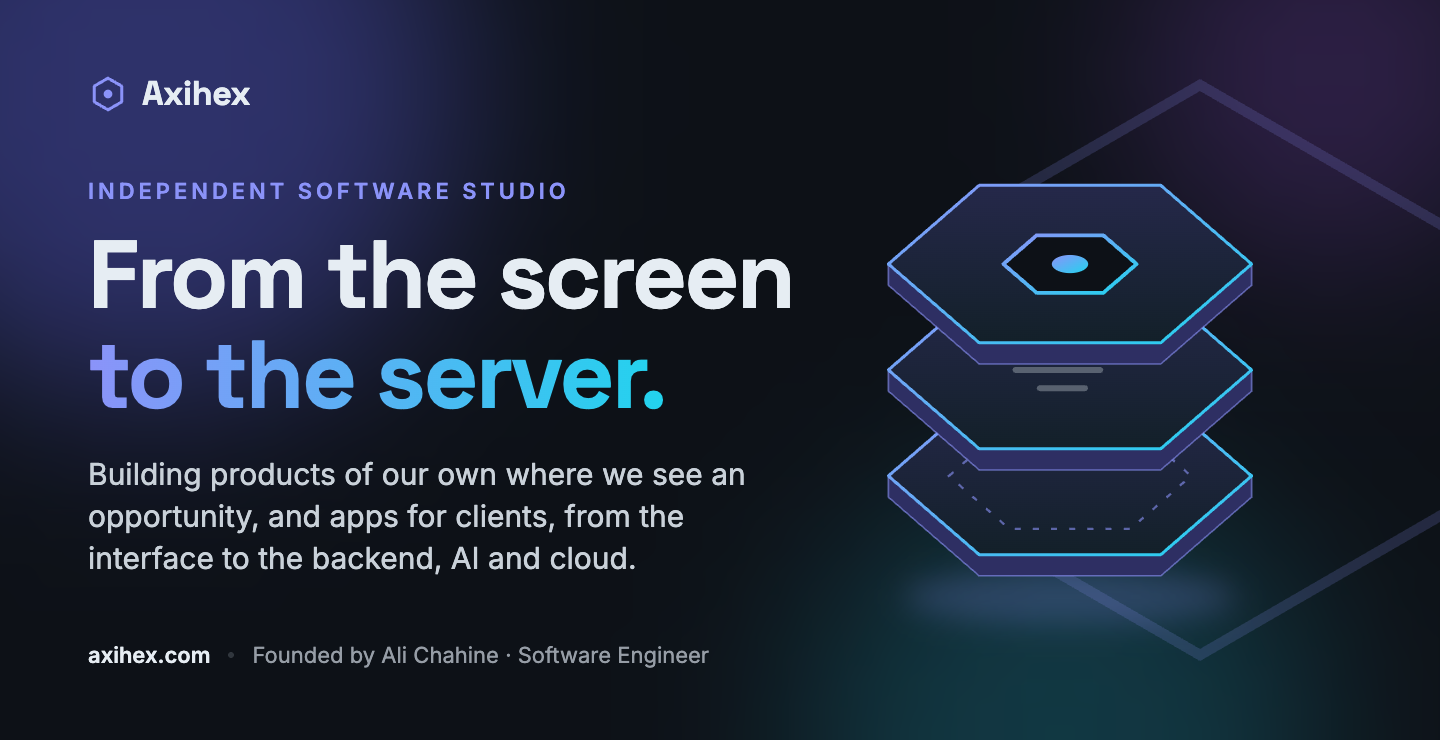 Axihex
INDEPENDENT SOFTWARE STUDIO
From the screen
to the server.
Building products of our own where we see an
opportunity, and apps for clients, from the
interface to the backend, AI and cloud.
axihex.com • Founded by Ali Chahine · Software Engineer